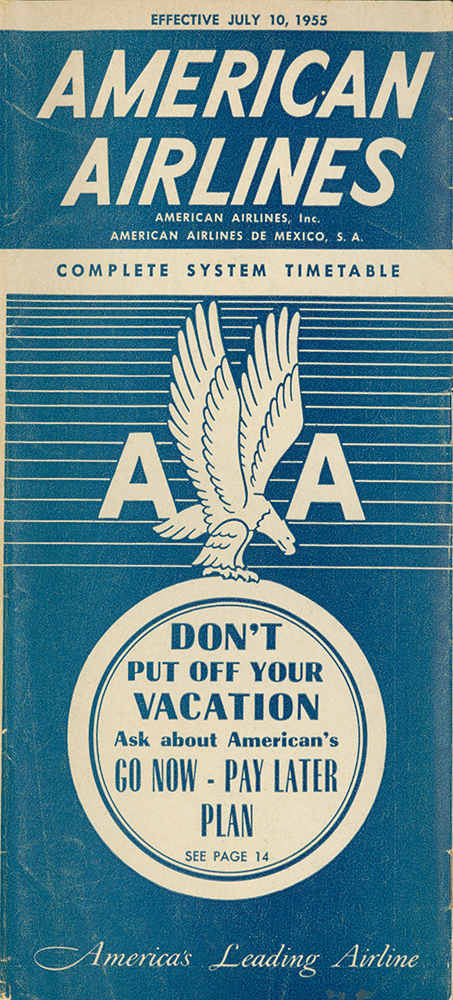 EFFECTIVE JULY 10, 1955
AMERICAN
AIRLINES
AMERICAN AIRLINES, Inc.
AMERICAN AIRLINES DE MEXICO, S. A.
COMPLETE SYSTEM TIMETABLE
A A
DON'T
PUT OFF YOUR
VACATION
Ask about American's
GO NOW - PAY LATER
PLAN
SEE PAGE 14
America's Leading Airline